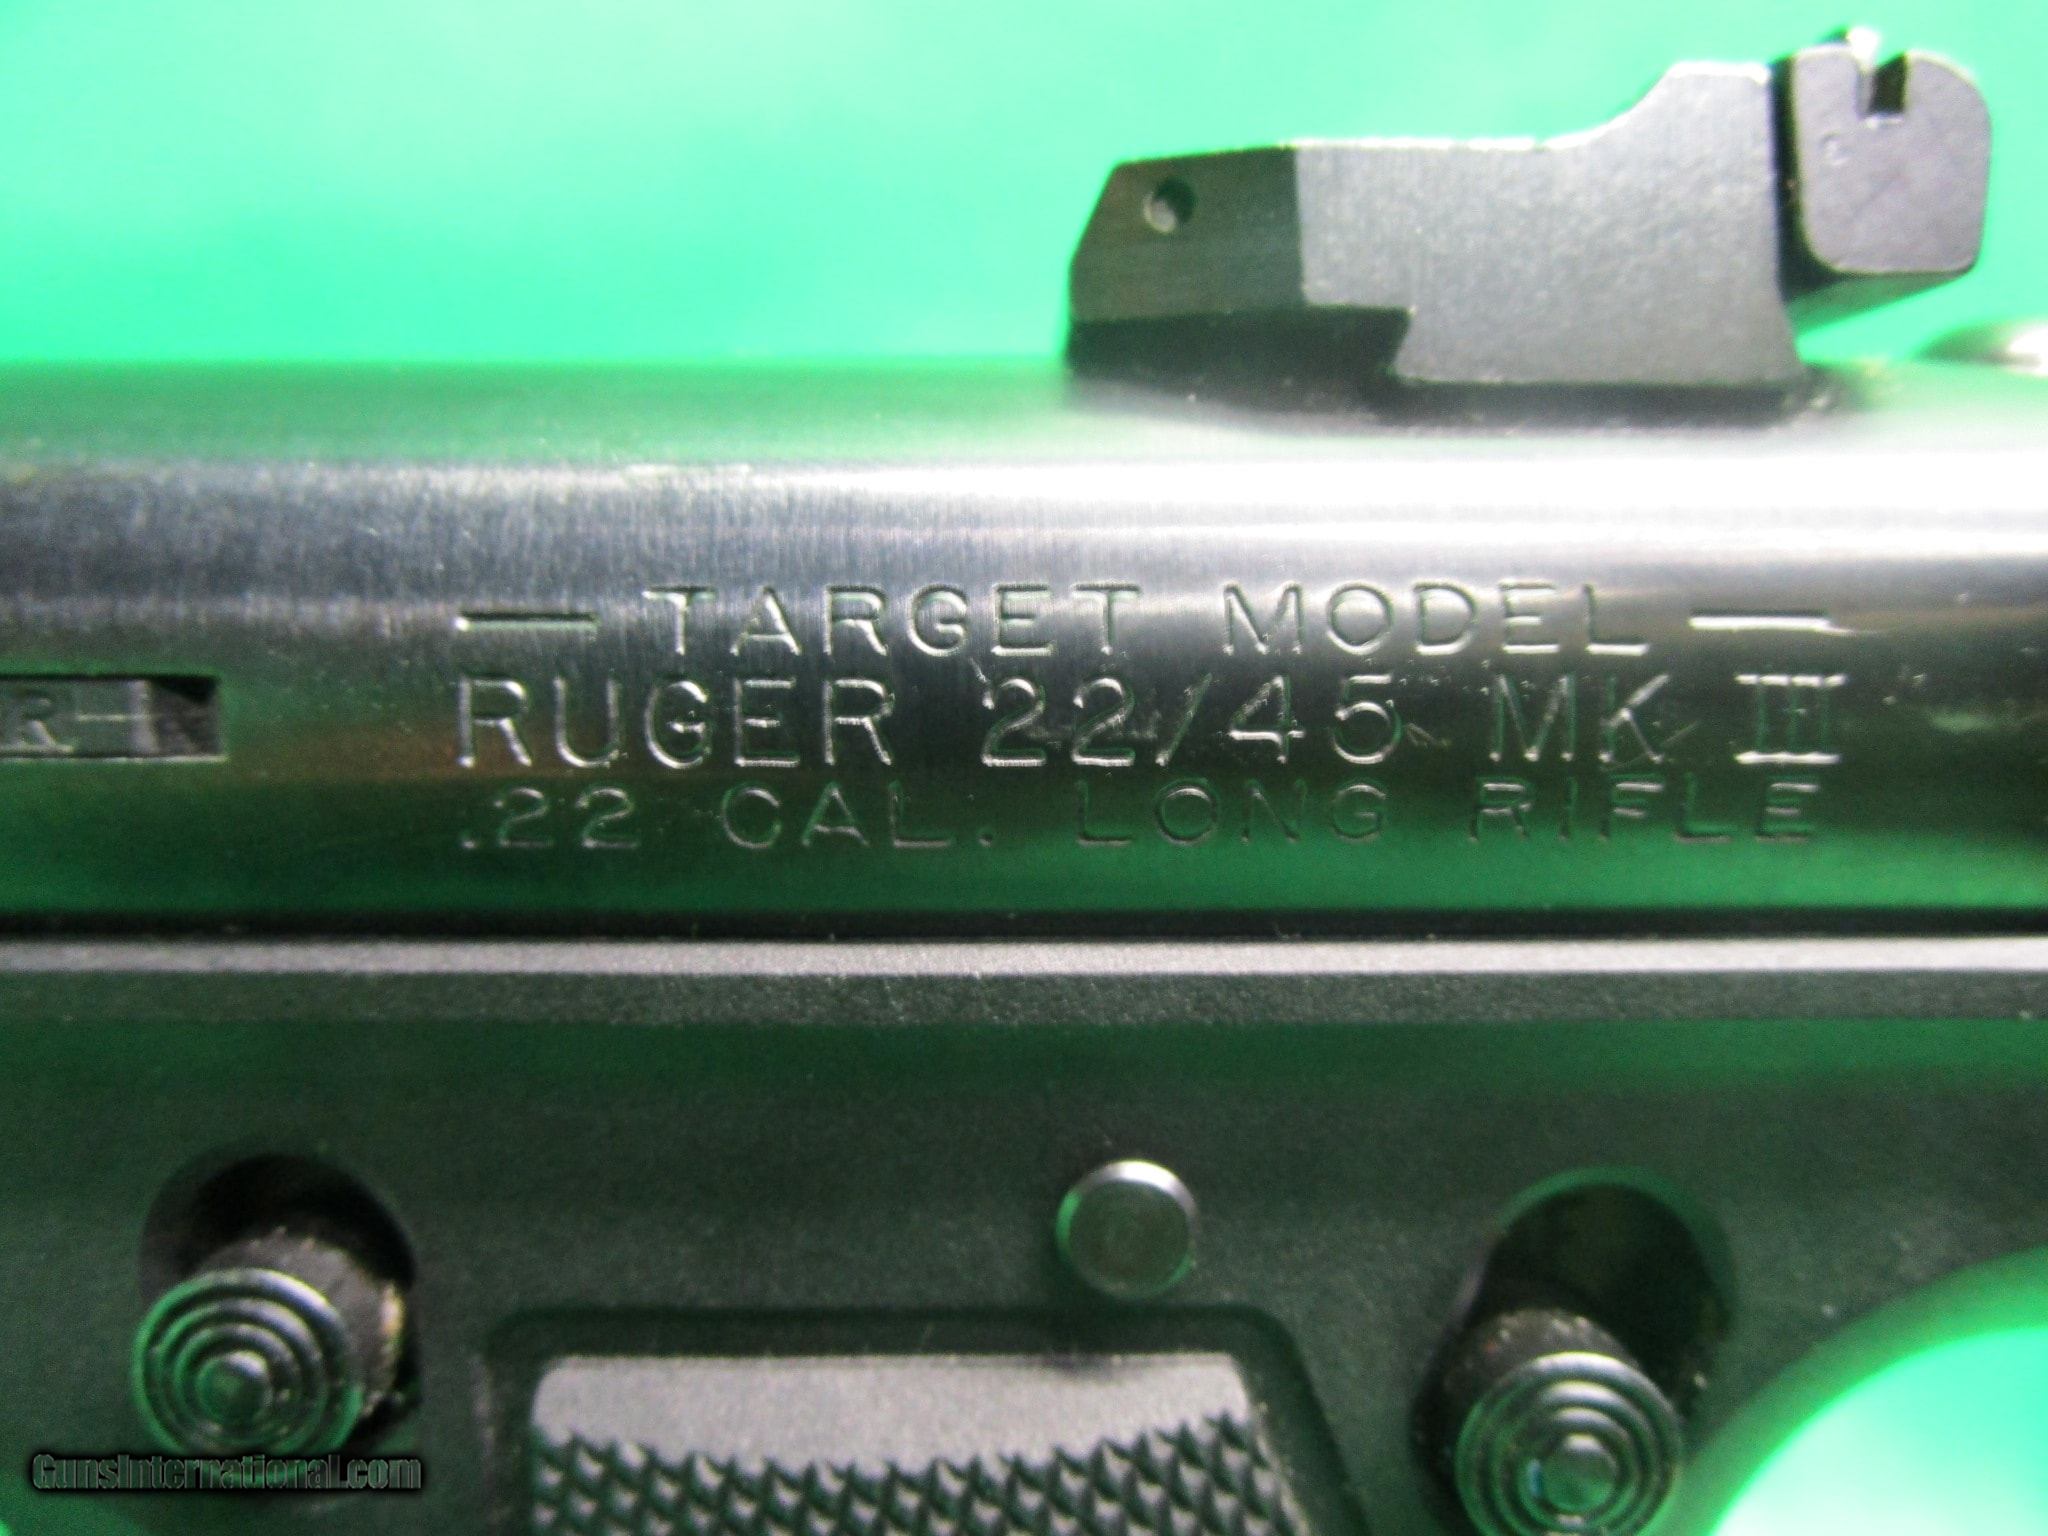 — TARGET MODEL —
RUGER 22/45 MK III
.22 CAL. LONG RIFLE
R
GunsInternational.com